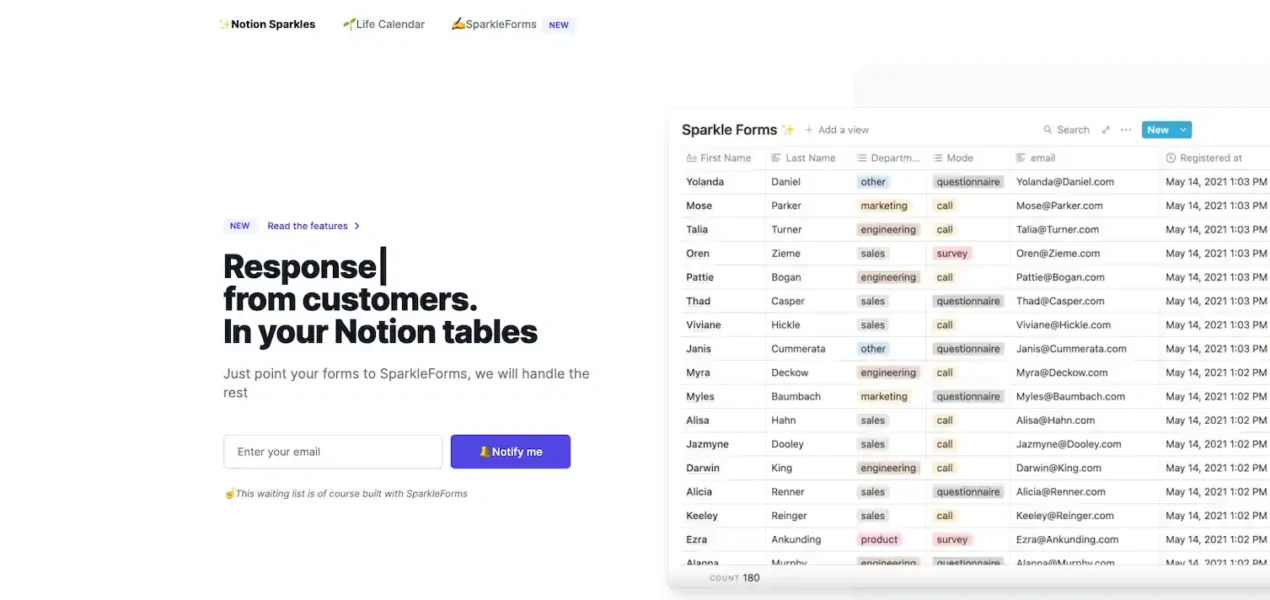 ✨Notion Sparkles 🌱Life Calendar ✍️SparkleForms NEW
NEW Read the features >
Response|
from customers.
In your Notion tables
Just point your forms to SparkleForms, we will handle the
rest
Enter your email 🔔Notify me
☝️This waiting list is of course built with SparkleForms
Sparkle Forms ✨ + Add a view Search ... New
Aa First Name Last Name Departm... Mode email Registered at
Yolanda Daniel other questionnaire Yolanda@Daniel.com May 14, 2021 1:03 PM
Mose Parker marketing call Mose@Parker.com May 14, 2021 1:03 PM
Talia Turner engineering call Talia@Turner.com May 14, 2021 1:03 PM
Oren Zieme sales survey Oren@Zieme.com May 14, 2021 1:03 PM
Pattie Bogan engineering call Pattie@Bogan.com May 14, 2021 1:03 PM
Thad Casper sales questionnaire Thad@Casper.com May 14, 2021 1:03 PM
Viviane Hickle sales call Viviane@Hickle.com May 14, 2021 1:03 PM
Janis Cummerata other questionnaire Janis@Cummerata.com May 14, 2021 1:03 PM
Myra Deckow engineering call Myra@Deckow.com May 14, 2021 1:03 PM
Myles Baumbach marketing questionnaire Myles@Baumbach.com May 14, 2021 1:02 PM
Alisa Hahn sales call Alisa@Hahn.com May 14, 2021 1:02 PM
Jazmyne Dooley sales call Jazmyne@Dooley.com May 14, 2021 1:02 PM
Darwin King engineering call Darwin@King.com May 14, 2021 1:02 PM
Alicia Renner sales questionnaire Alicia@Renner.com May 14, 2021 1:02 PM
Keeley Reinger sales call Keeley@Reinger.com May 14, 2021 1:02 PM
Ezra Ankunding product survey Ezra@Ankunding.com May 14, 2021 1:02 PM
Alanna Murphy engineering questionnaire Alanna@Murphy.com May 14, 2021 1:02 PM
COUNT 180